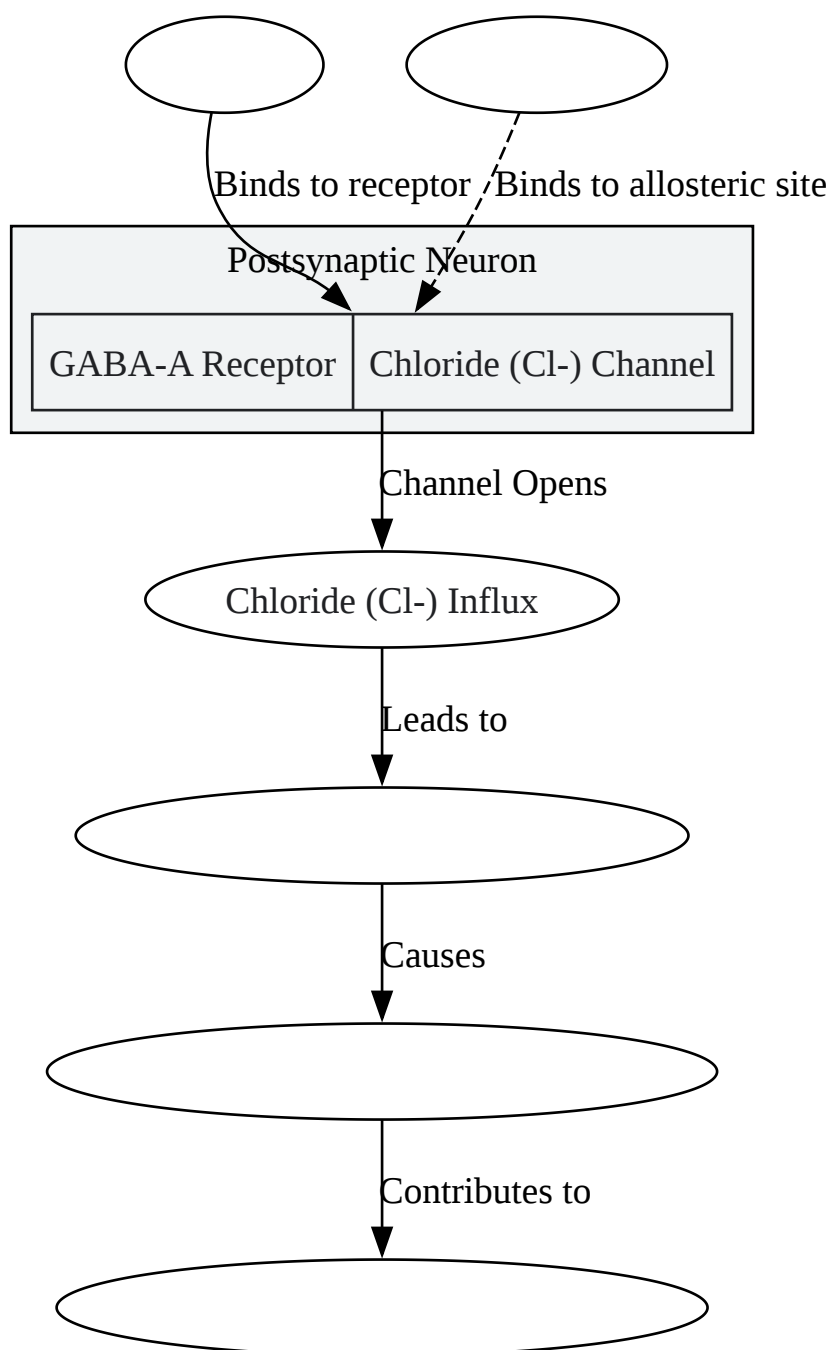 Binds to receptor
Binds to allosteric site
Postsynaptic Neuron
GABA-A Receptor
Chloride (Cl-) Channel
Channel Opens
Chloride (Cl-) Influx
Leads to
Causes
Contributes to